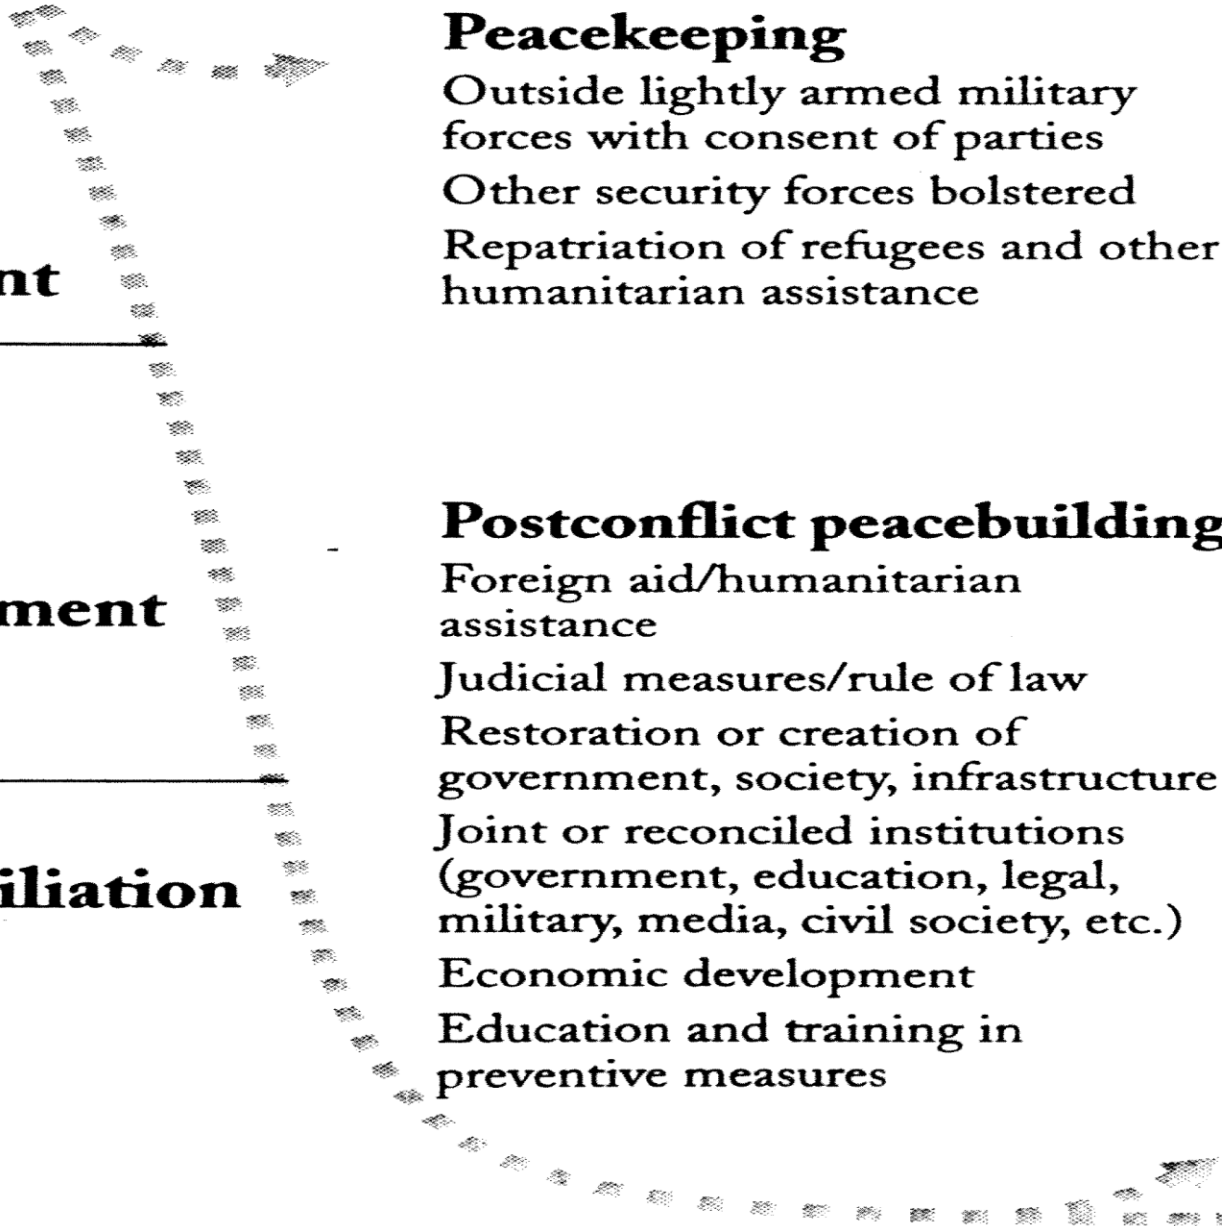 Peacekeeping
Outside lightly armed military
forces with consent of parties
Other security forces bolstered
Repatriation of refugees and other
humanitarian assistance
nt
Postconflict peacebuilding
Foreign aid/humanitarian
assistance
ment
Judicial measures/rule of law
Restoration or creation of
government, society, infrastructure
Joint or reconciled institutions
(government, education, legal,
military, media, civil society, etc.)
iliation
Economic development
Education and training in
preventive measures